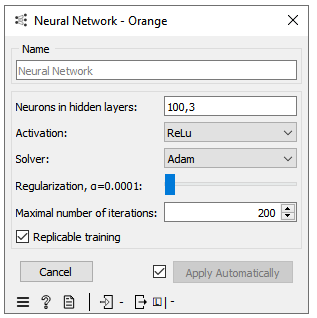 Neural Network - Orange
Name
Neural Network
Neurons in hidden layers: 100,3
Activation: ReLu
Solver: Adam
Regularization, α=0.0001:
Maximal number of iterations: 200
Replicable training
Cancel Apply Automatically
? - | -